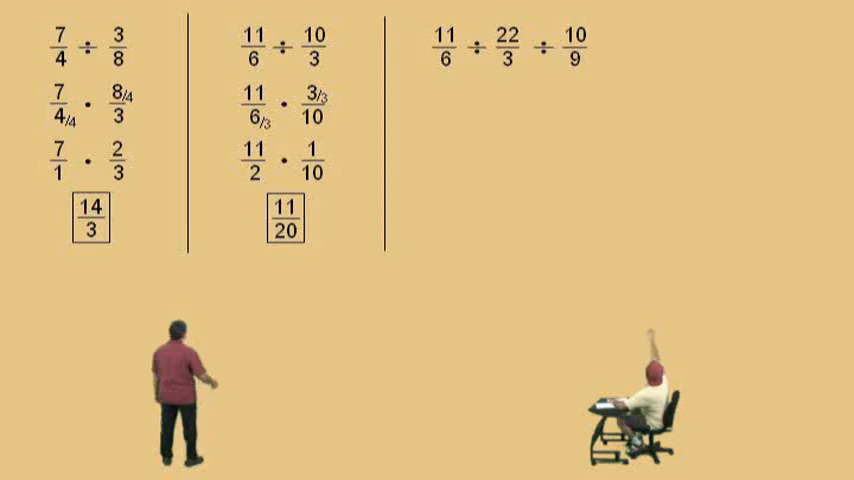 7/4 ÷ 3/8
7/4/4 · 8/4/3
7/1 · 2/3
14/3
11/6 ÷ 10/3
11/6/3 · 3/3/10
11/2 · 1/10
11/20
11/6 ÷ 22/3 ÷ 10/9